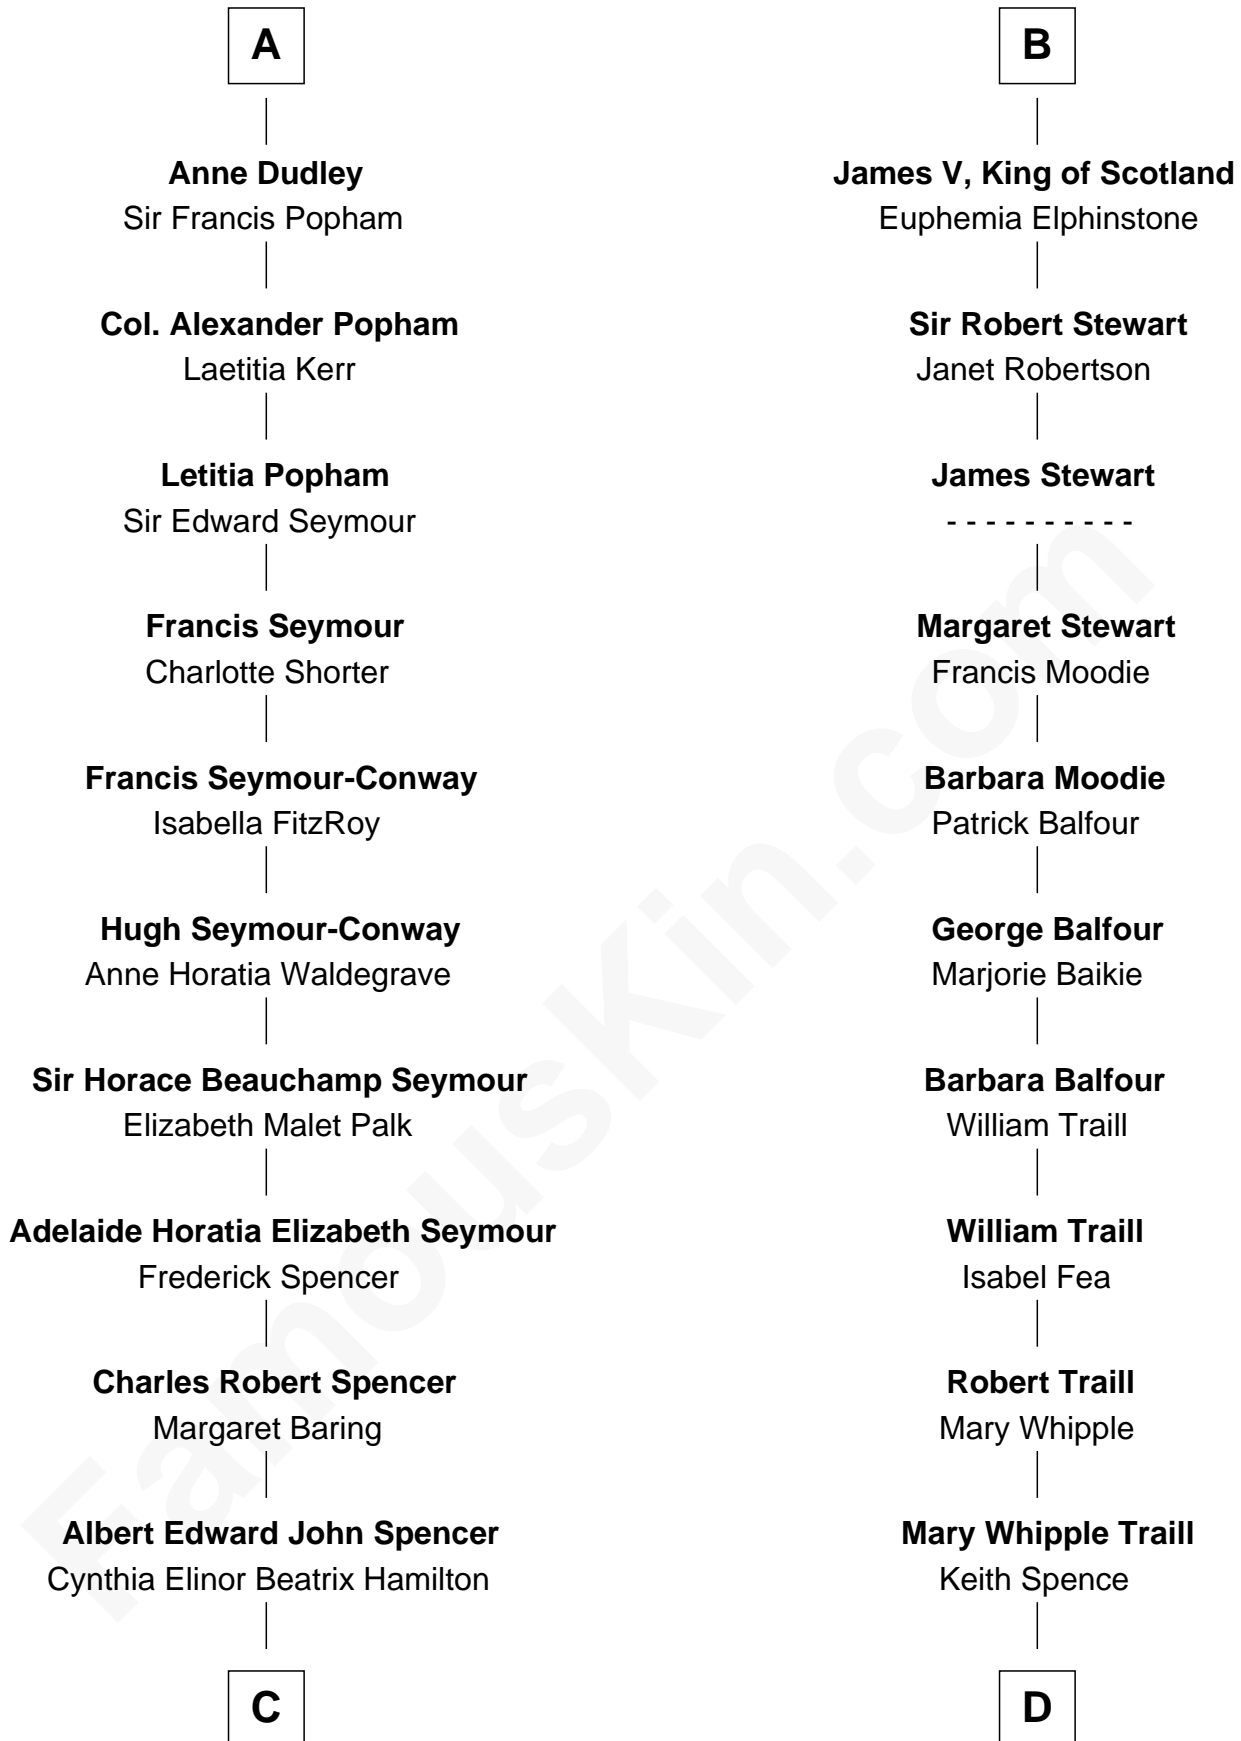 A
Anne Dudley
Sir Francis Popham
Col. Alexander Popham
Laetitia Kerr
Letitia Popham
Sir Edward Seymour
Francis Seymour
Charlotte Shorter
Francis Seymour-Conway
Isabella FitzRoy
Hugh Seymour-Conway
Anne Horatia Waldegrave
Sir Horace Beauchamp Seymour
Elizabeth Malet Palk
Adelaide Horatia Elizabeth Seymour
Frederick Spencer
Charles Robert Spencer
Margaret Baring
Albert Edward John Spencer
Cynthia Elinor Beatrix Hamilton
C
B
James V, King of Scotland
Euphemia Elphinstone
Sir Robert Stewart
Janet Robertson
James Stewart
- - - - - - - - - -
Margaret Stewart
Francis Moodie
Barbara Moodie
Patrick Balfour
George Balfour
Marjorie Baikie
Barbara Balfour
William Traill
William Traill
Isabel Fea
Robert Traill
Mary Whipple
Mary Whipple Traill
Keith Spence
D
FamousKin.com